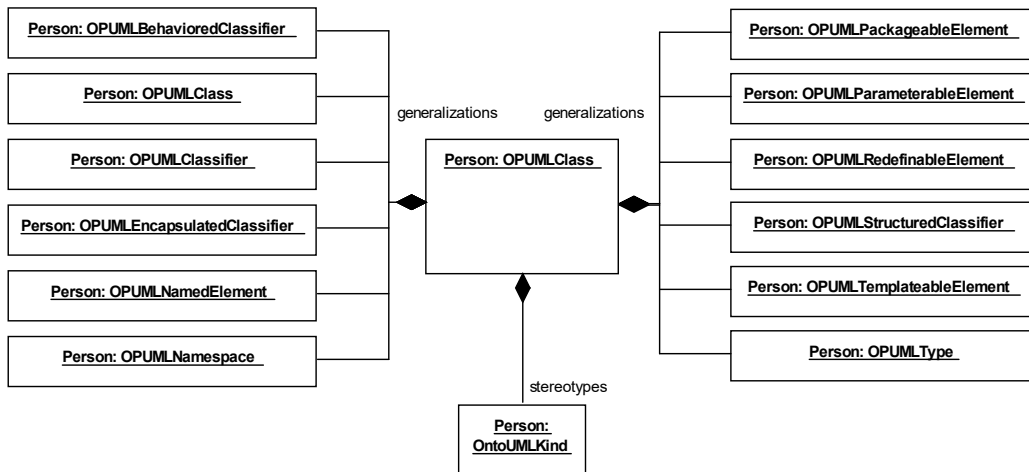 Person: OPUMLBehavioredClassifier
Person: OPUMLClass
Person: OPUMLClassifier
Person: OPUMLEncapsulatedClassifier
Person: OPUMLNamedElement
Person: OPUMLNamespace
generalizations
generalizations
Person: OPUMLClass
stereotypes
Person:
OntoUMLKind
Person: OPUMLPackageableElement
Person: OPUMLParameterableElement
Person: OPUMLRedefinableElement
Person: OPUMLStructuredClassifier
Person: OPUMLTemplateableElement
Person: OPUMLType